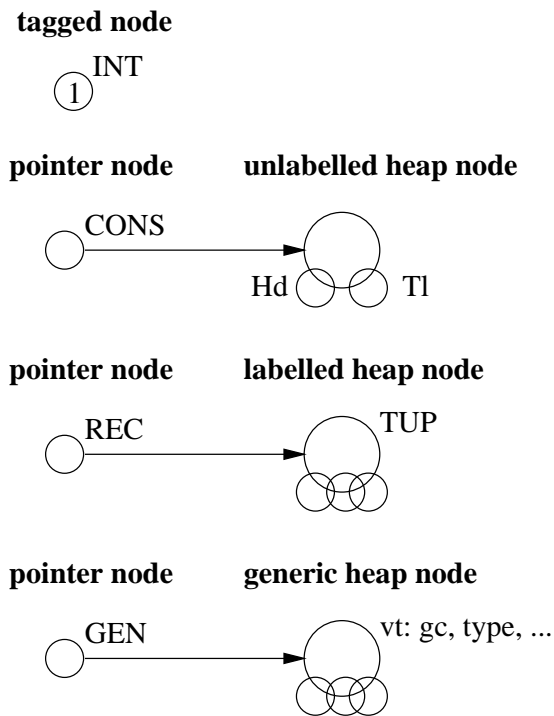 tagged node
INT
1
pointer node unlabelled heap node
CONS
Hd Tl
pointer node labelled heap node
REC TUP
pointer node generic heap node
GEN vt: gc, type, ...